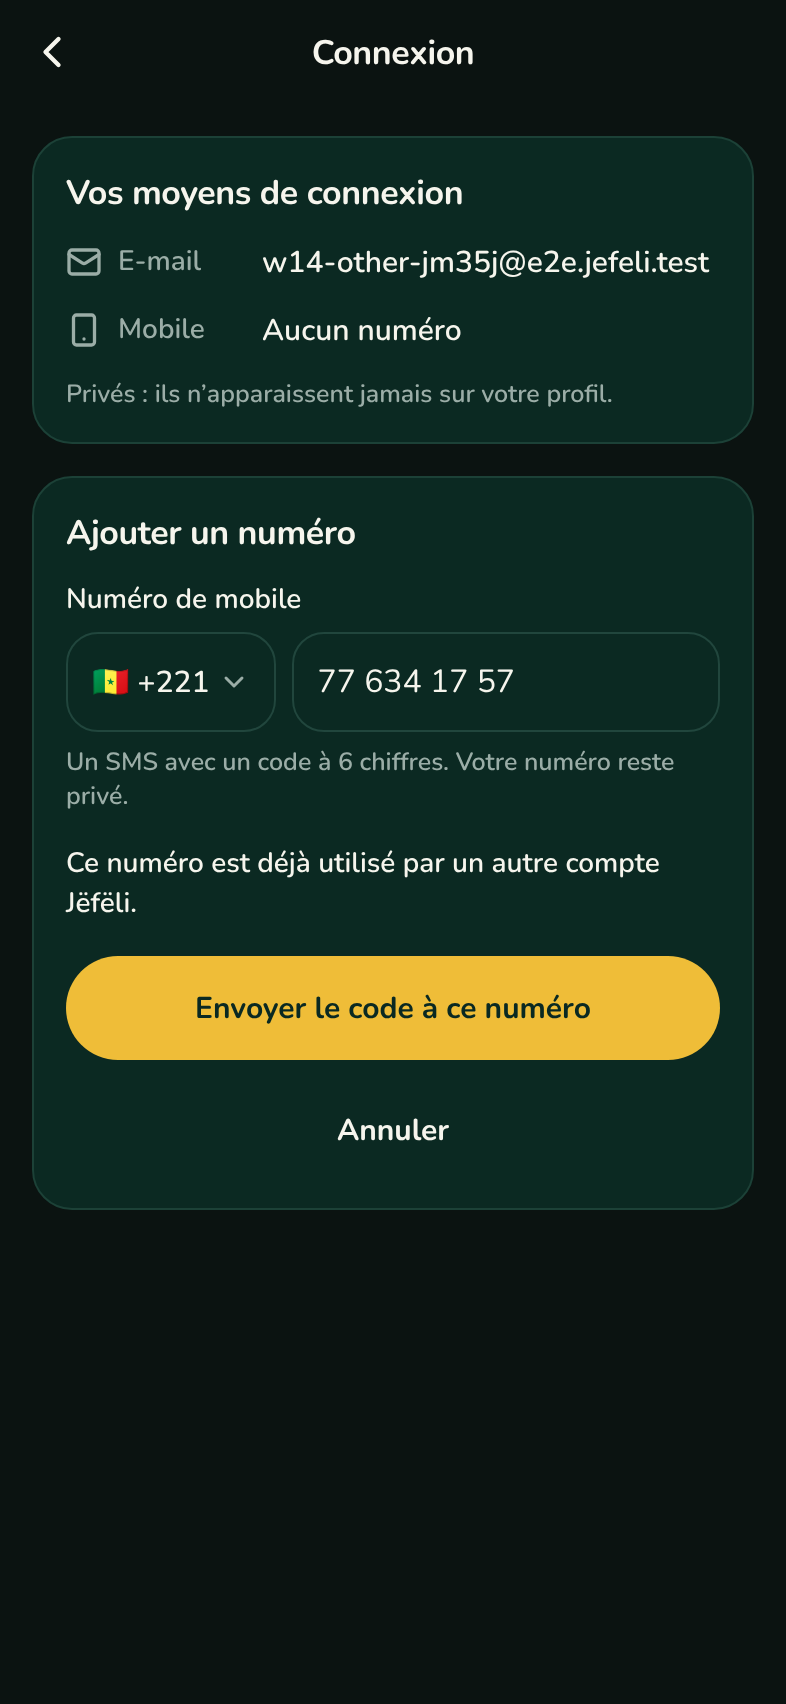 Connexion
Vos moyens de connexion
E-mail w14-other-jm35j@e2e.jefeli.test
Mobile Aucun numéro
Privés : ils n’apparaissent jamais sur votre profil.
Ajouter un numéro
Numéro de mobile
+221 77 634 17 57
Un SMS avec un code à 6 chiffres. Votre numéro reste
privé.
Ce numéro est déjà utilisé par un autre compte
Jëfëli.
Envoyer le code à ce numéro
Annuler